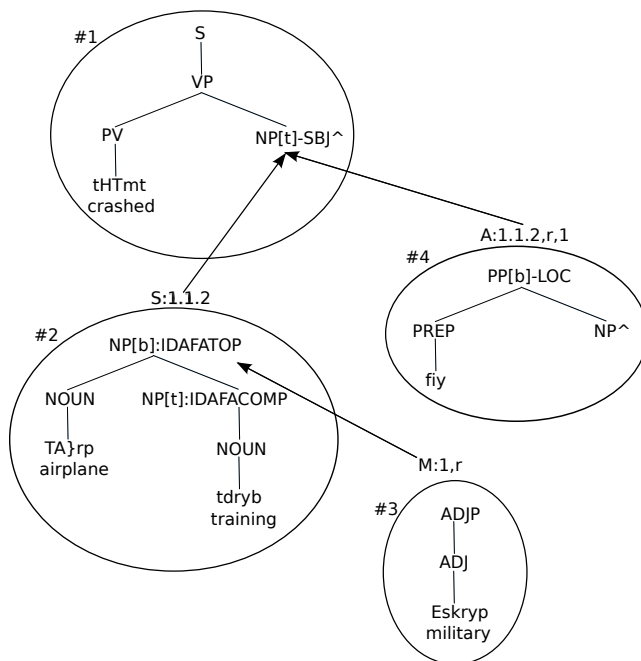 #1
S
VP
PV
NP[t]-SBJ^
tHTmt
crashed
A:1.1.2,r,1
#4
PP[b]-LOC
PREP
NP^
fiy
S:1.1.2
#2
NP[b]:IDAFATOP
NOUN
NP[t]:IDAFACOMP
TA}rp
airplane
NOUN
tdryb
training
M:1,r
#3
ADJP
ADJ
Eskryp
military